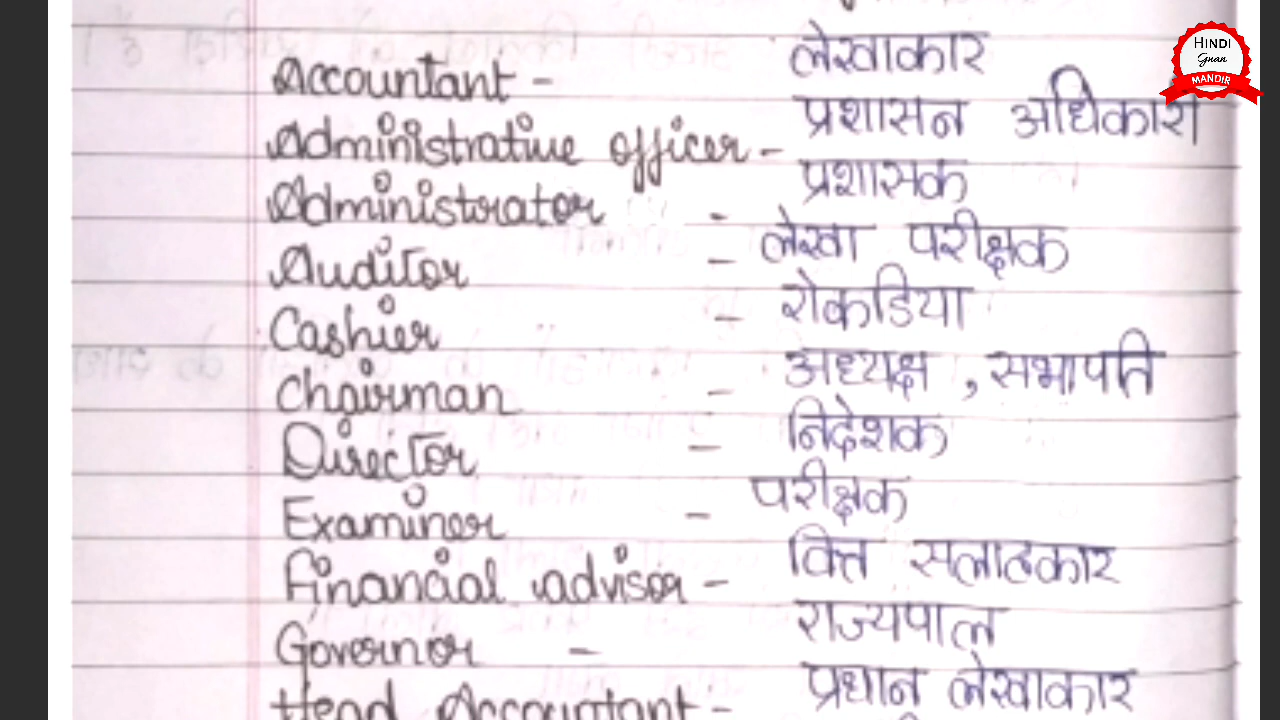 HINDI
Gnan
MANDIR
Accountant - लेखाकार
Administrative officer - प्रशासन अधिकारी
Administrator - प्रशासक
Auditor - लेखा परीक्षक
Cashier - रोकडिया
Chairman - अध्यक्ष , सभापति
Director - निदेशक
Examiner - परीक्षक
Financial advisor - वित्त सलाहकार
Governor - राज्यपाल
Head Accountant - प्रधान लेखाकार